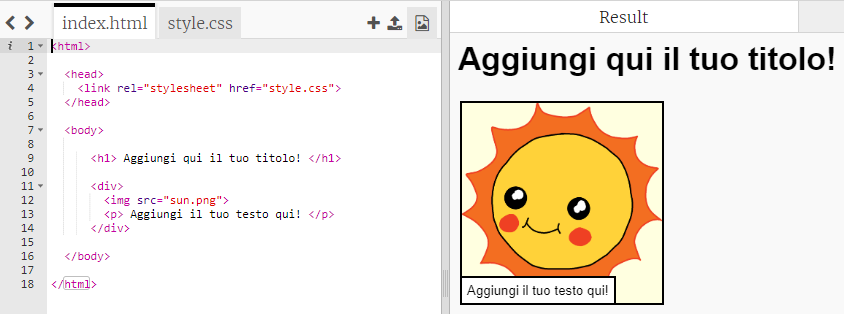 index.html
style.css
Result
1 <html>
2
3 <head>
4 <link rel="stylesheet" href="style.css">
5 </head>
6
7 <body>
8
9 <h1> Aggiungi qui il tuo titolo! </h1>
10
11 <div>
12 <img src="sun.png">
13 <p> Aggiungi il tuo testo qui! </p>
14 </div>
15
16 </body>
17
18 </html>
Aggiungi qui il tuo titolo!
Aggiungi il tuo testo qui!